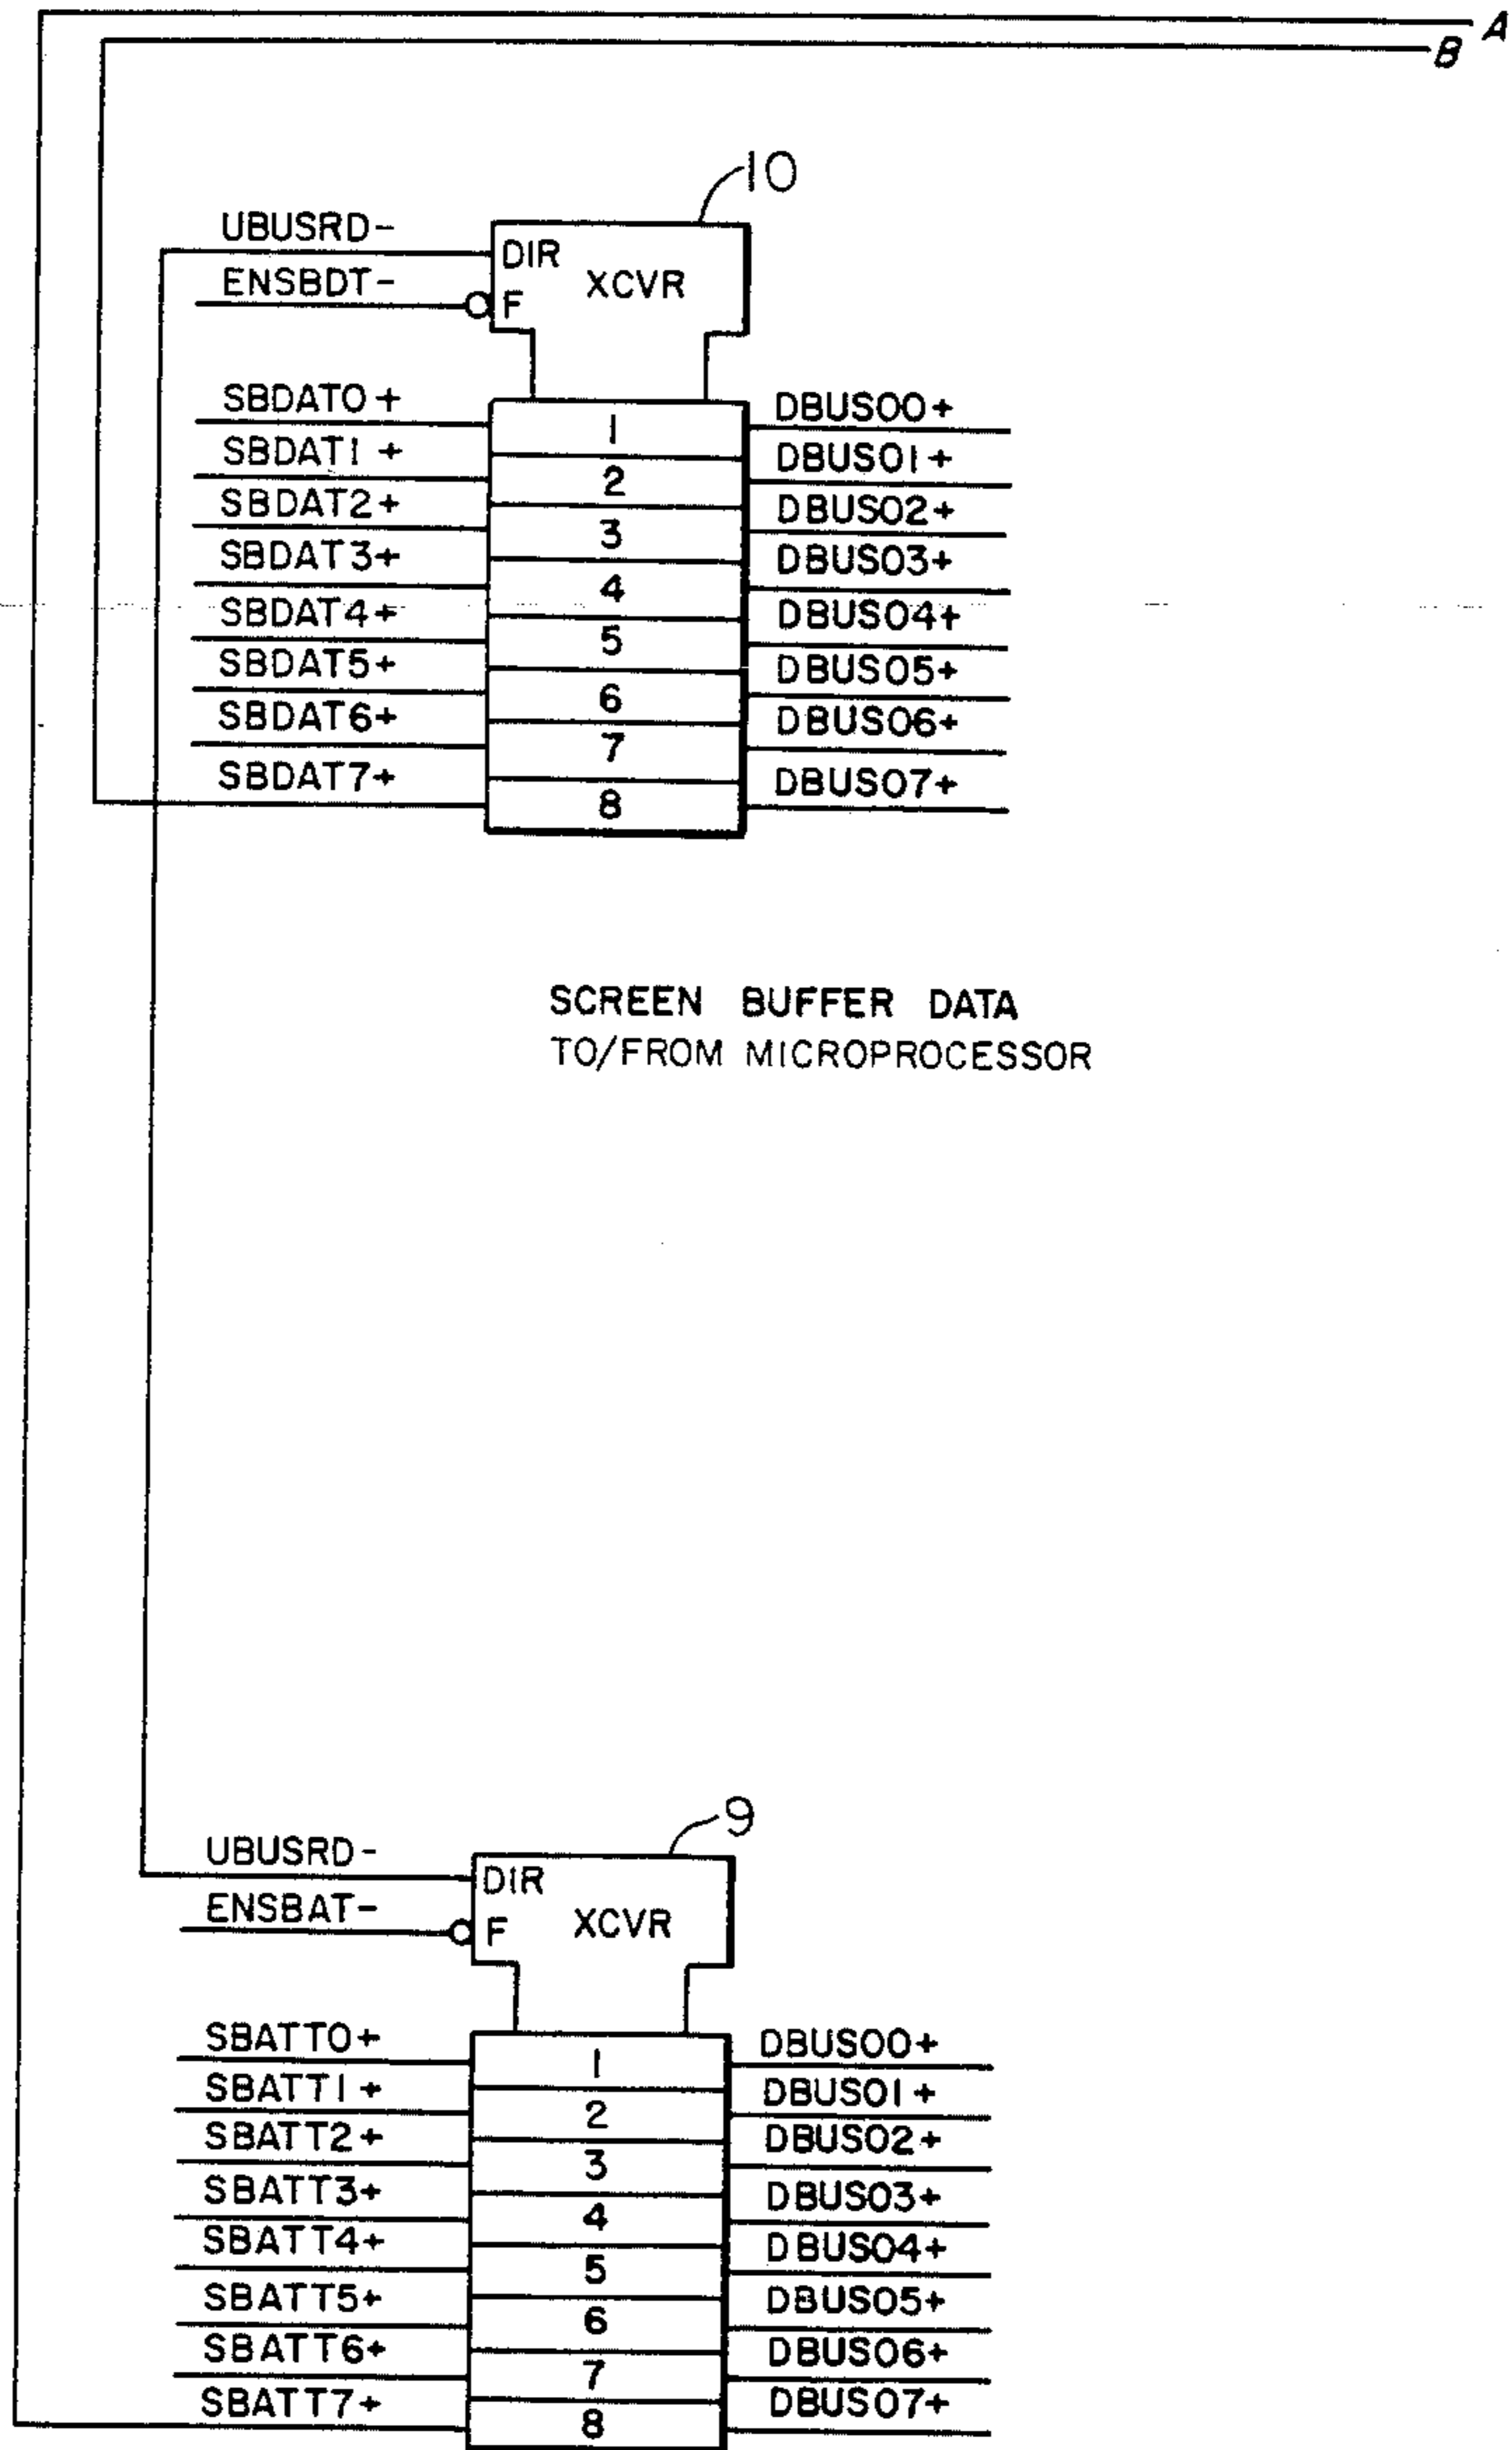 A
B
10
UBUSRD-
DIR
XCVR
ENSBDT-
F
SBDAT0+ 1 DBUS00+
SBDAT1+ 2 DBUS01+
SBDAT2+ 3 DBUS02+
SBDAT3+ 4 DBUS03+
SBDAT4+ 5 DBUS04+
SBDAT5+ 6 DBUS05+
SBDAT6+ 7 DBUS06+
SBDAT7+ 8 DBUS07+
SCREEN BUFFER DATA
TO/FROM MICROPROCESSOR
9
UBUSRD-
DIR
XCVR
ENSBAT-
F
SBATT0+ 1 DBUS00+
SBATT1+ 2 DBUS01+
SBATT2+ 3 DBUS02+
SBATT3+ 4 DBUS03+
SBATT4+ 5 DBUS04+
SBATT5+ 6 DBUS05+
SBATT6+ 7 DBUS06+
SBATT7+ 8 DBUS07+